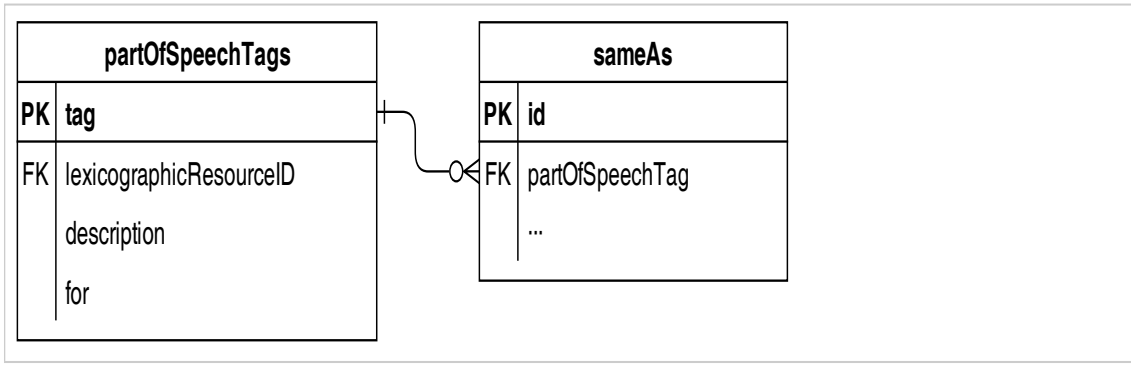 partOfSpeechTags
PK tag
FK lexicographicResourceID
description
for
sameAs
PK id
FK partOfSpeechTag
...